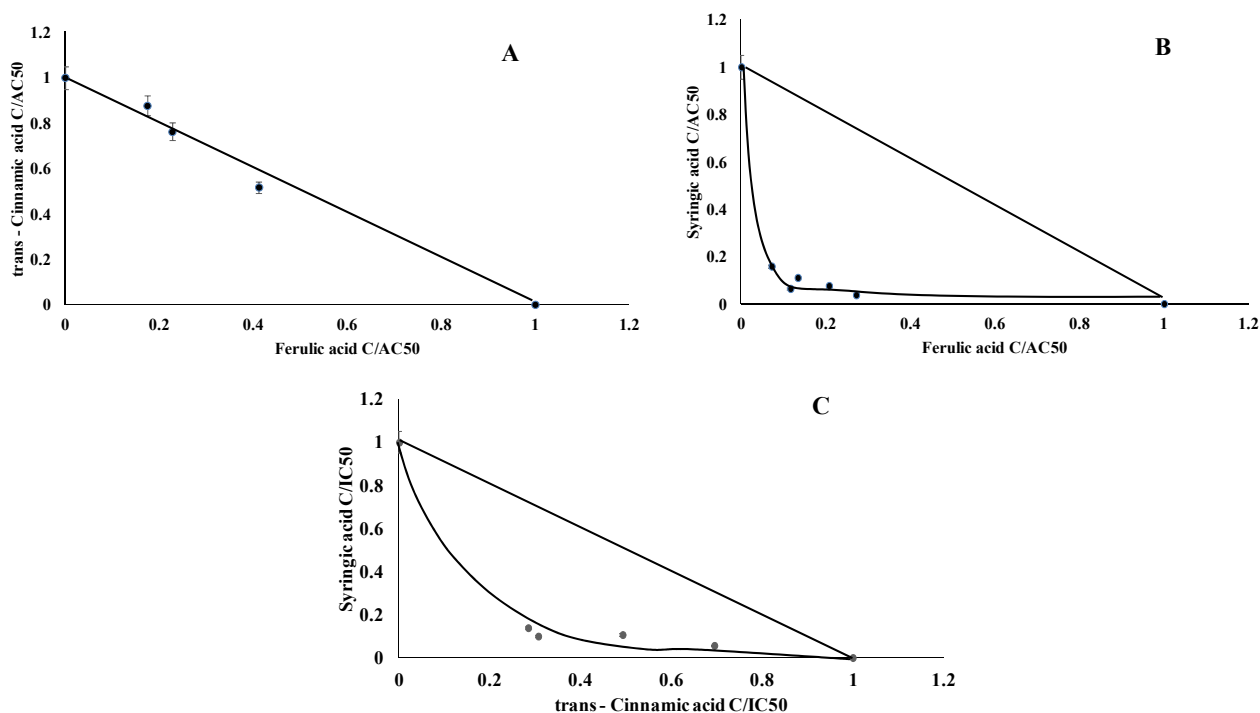 A
trans - Cinnamic acid C/AC50
1.2
1
0.8
0.6
0.4
0.2
0
0 0.2 0.4 0.6 0.8 1 1.2
Ferulic acid C/AC50
B
Syringic acid C/AC50
1.2
1
0.8
0.6
0.4
0.2
0
0 0.2 0.4 0.6 0.8 1 1.2
Ferulic acid C/AC50
C
Syringic acid C/IC50
1.2
1
0.8
0.6
0.4
0.2
0
0 0.2 0.4 0.6 0.8 1 1.2
trans - Cinnamic acid C/IC50